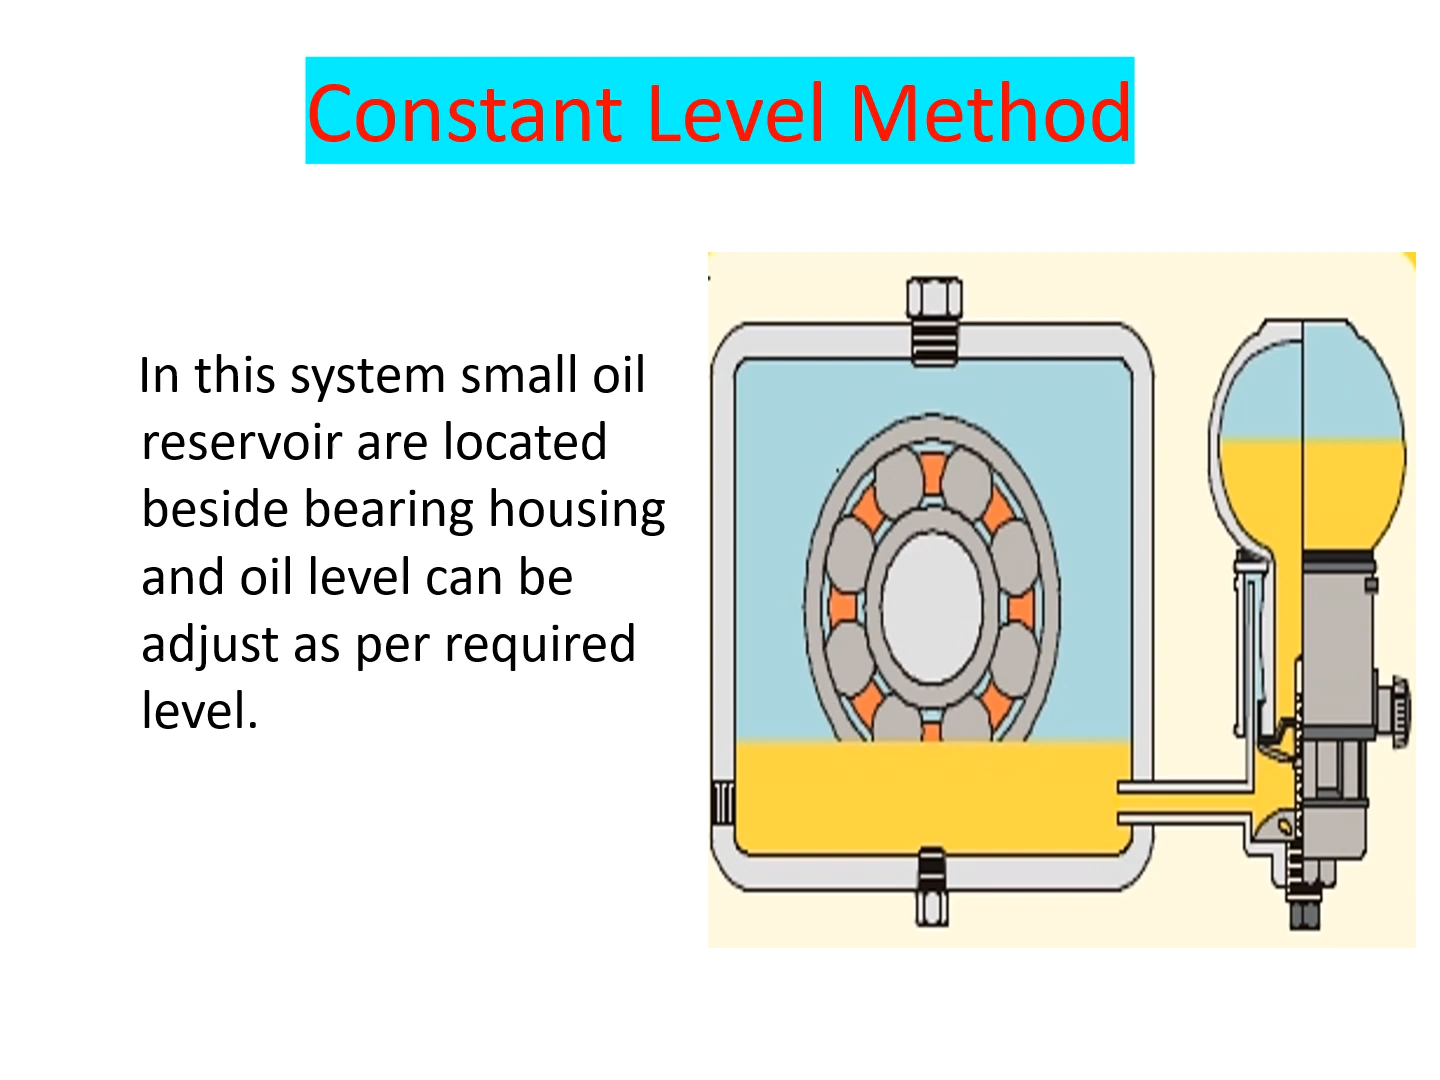 Constant Level Method
In this system small oil
reservoir are located
beside bearing housing
and oil level can be
adjust as per required
level.